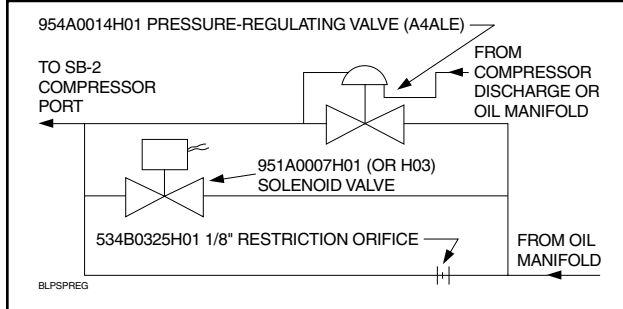 954A0014H01 PRESSURE-REGULATING VALVE (A4ALE)
TO SB-2
COMPRESSOR
PORT
FROM
COMPRESSOR
DISCHARGE OR
OIL MANIFOLD
951A0007H01 (OR H03)
SOLENOID VALVE
534B0325H01 1/8" RESTRICTION ORIFICE
FROM OIL
MANIFOLD
BLPSPREG